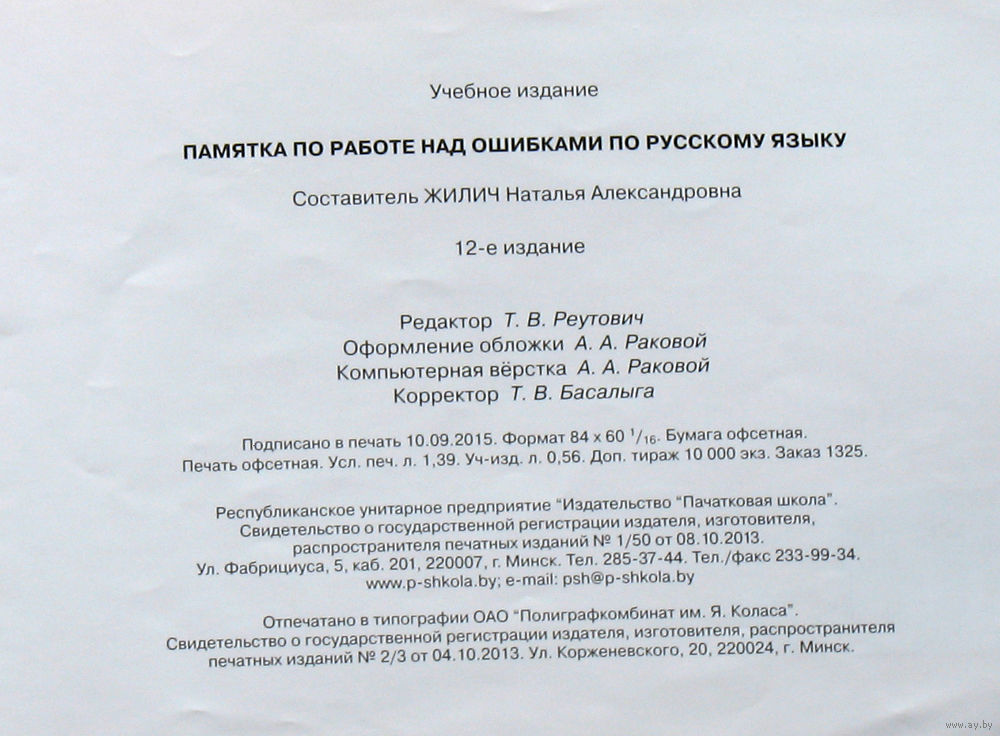 Учебное издание
ПАМЯТКА ПО РАБОТЕ НАД ОШИБКАМИ ПО РУССКОМУ ЯЗЫКУ
Составитель ЖИЛИЧ Наталья Александровна
12-е издание
Редактор Т. В. Реутович
Оформление обложки А. А. Раковой
Компьютерная вёрстка А. А. Раковой
Корректор Т. В. Басалыга
Подписано в печать 10.09.2015. Формат 84 х 60 1/16. Бумага офсетная.
Печать офсетная. Усл. печ. л. 1,39. Уч-изд. л. 0,56. Доп. тираж 10 000 экз. Заказ 1325.
Республиканское унитарное предприятие "Издательство "Пачатковая школа".
Свидетельство о государственной регистрации издателя, изготовителя,
распространителя печатных изданий № 1/50 от 08.10.2013.
Ул. Фабрициуса, 5, каб. 201, 220007, г. Минск. Тел. 285-37-44. Тел./факс 233-99-34.
www.p-shkola.by; e-mail: psh@p-shkola.by
Отпечатано в типографии ОАО "Полиграфкомбинат им. Я. Коласа".
Свидетельство о государственной регистрации издателя, изготовителя, распространителя
печатных изданий № 2/3 от 04.10.2013. Ул. Корженевского, 20, 220024, г. Минск.
www.ay.by